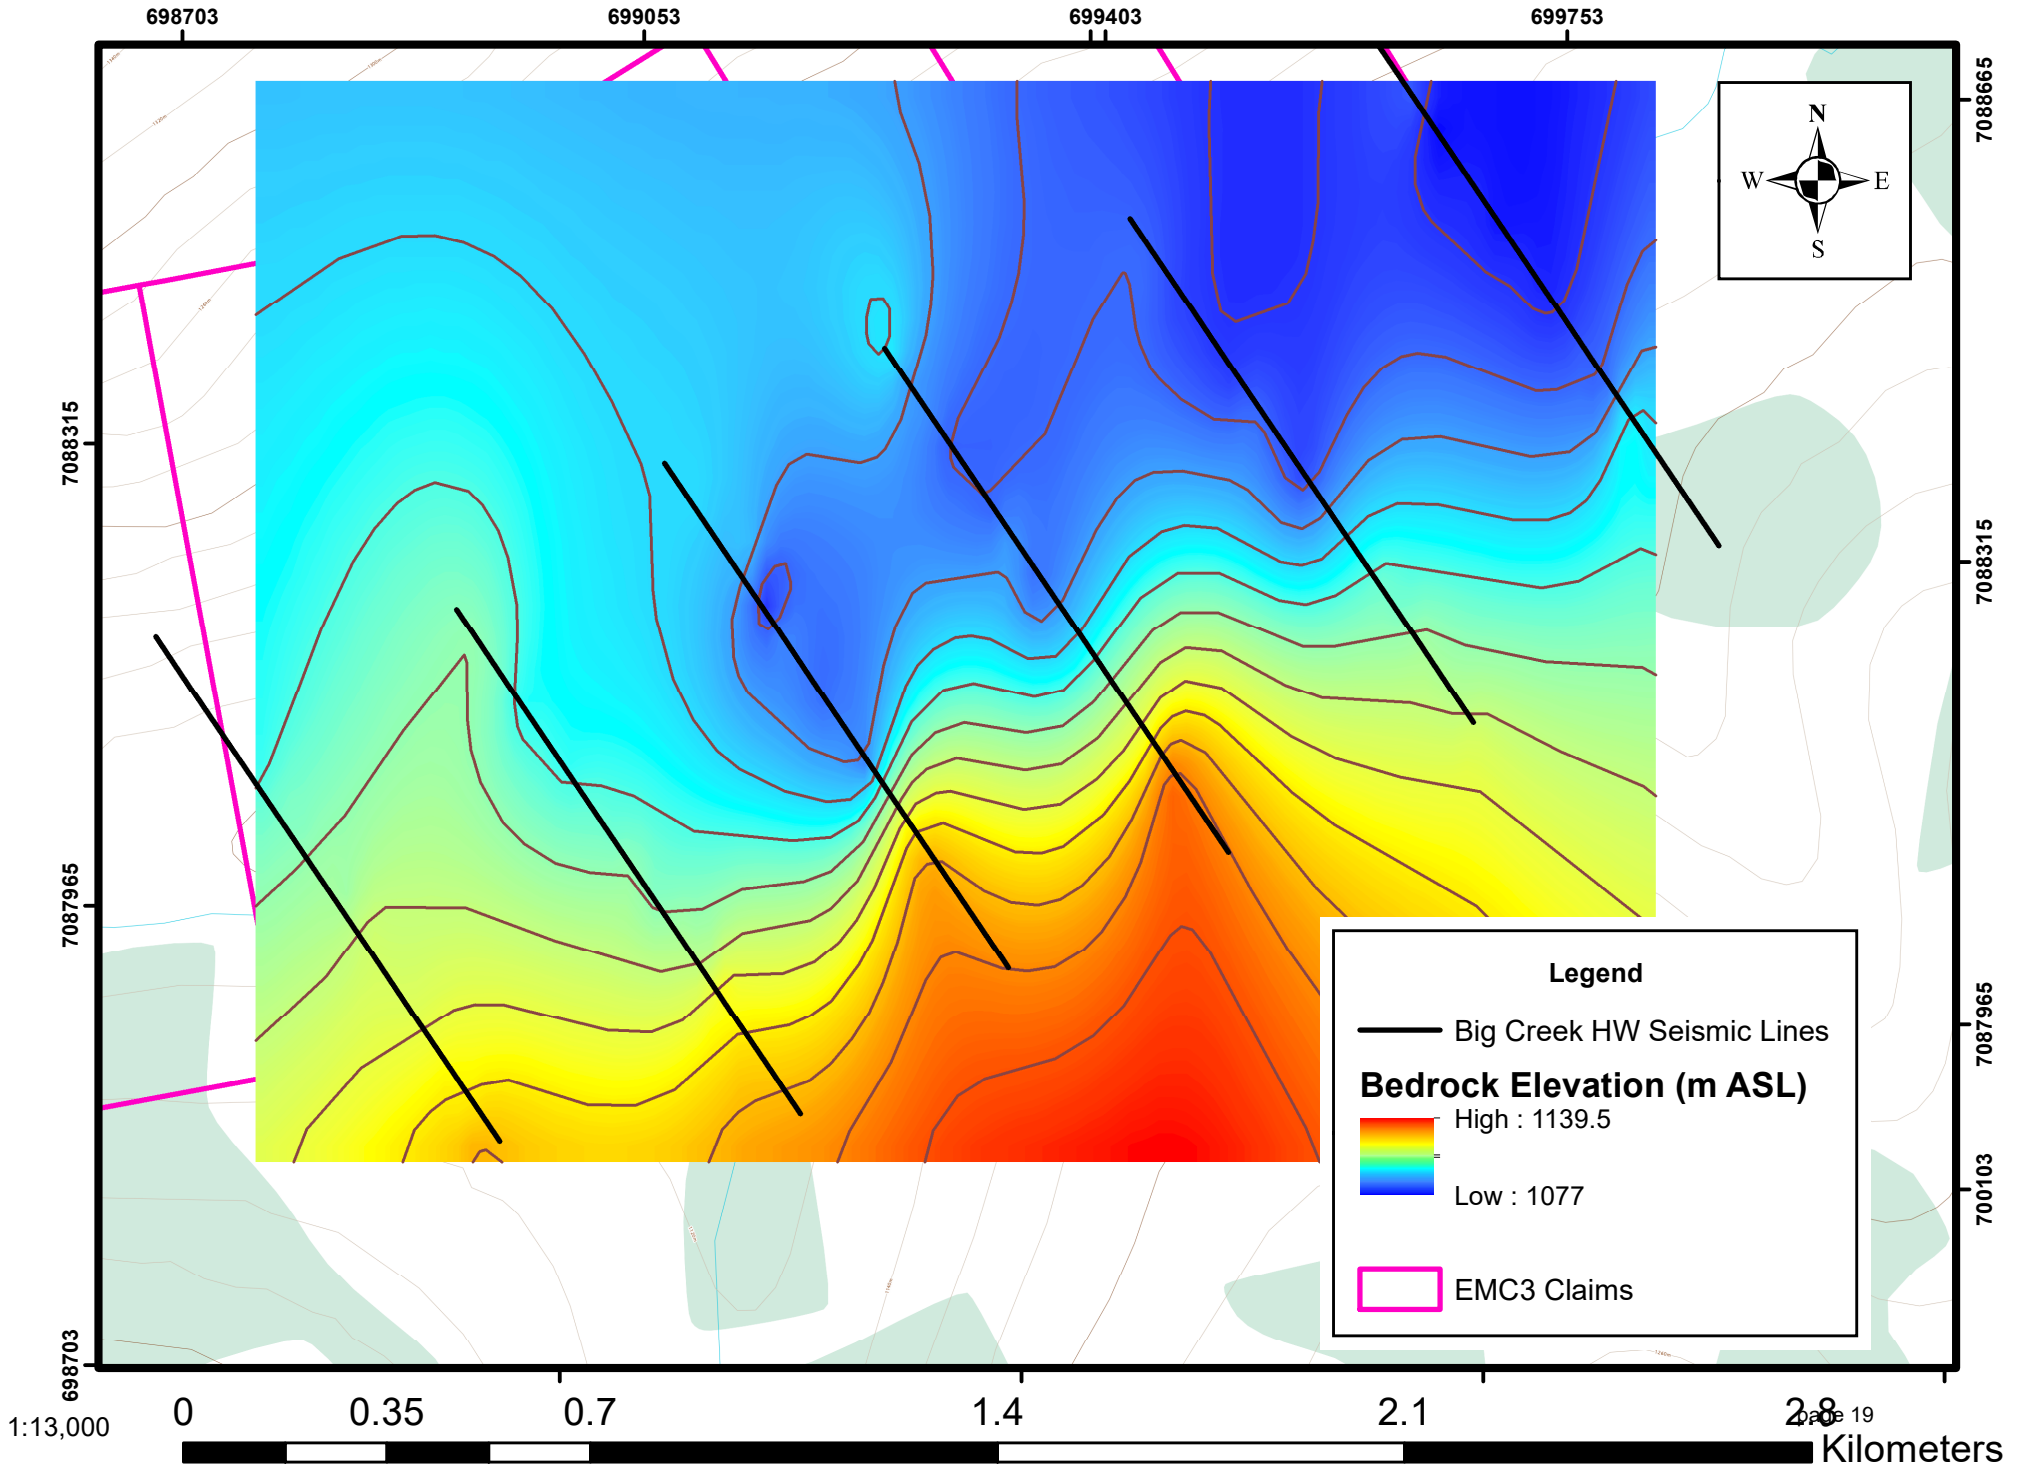 698703 699053 699403 699753
7088665
N
W E
S
7088315
7088315
7087965
7087965
Legend
Big Creek HW Seismic Lines
Bedrock Elevation (m ASL)
High : 1139.5
Low : 1077
EMC3 Claims
700103
698703
1:13,000
0 0.35 0.7 1.4 2.1 2.8
page 19
Kilometers